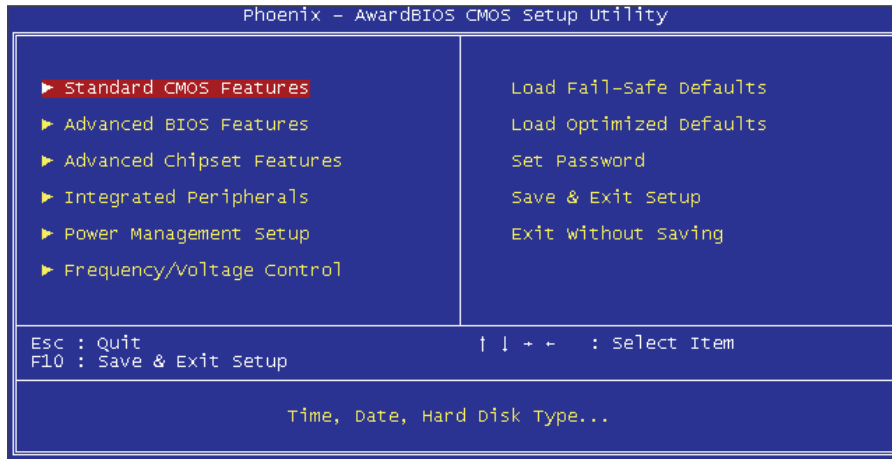 Phoenix – AwardBIOS CMOS Setup Utility
► Standard CMOS Features
► Advanced BIOS Features
► Advanced Chipset Features
► Integrated Peripherals
► Power Management Setup
► Frequency/Voltage Control
Load Fail-Safe Defaults
Load Optimized Defaults
Set Password
Save & Exit Setup
Exit Without Saving
Esc : Quit
F10 : Save & Exit Setup
↑ ↓ → ← : Select Item
Time, Date, Hard Disk Type...